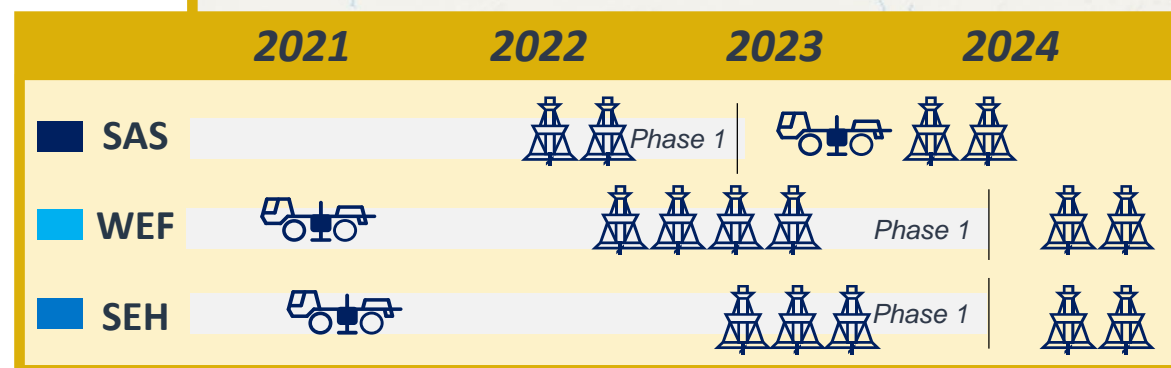 2021 2022 2023 2024
SAS Phase 1
WEF Phase 1
SEH Phase 1